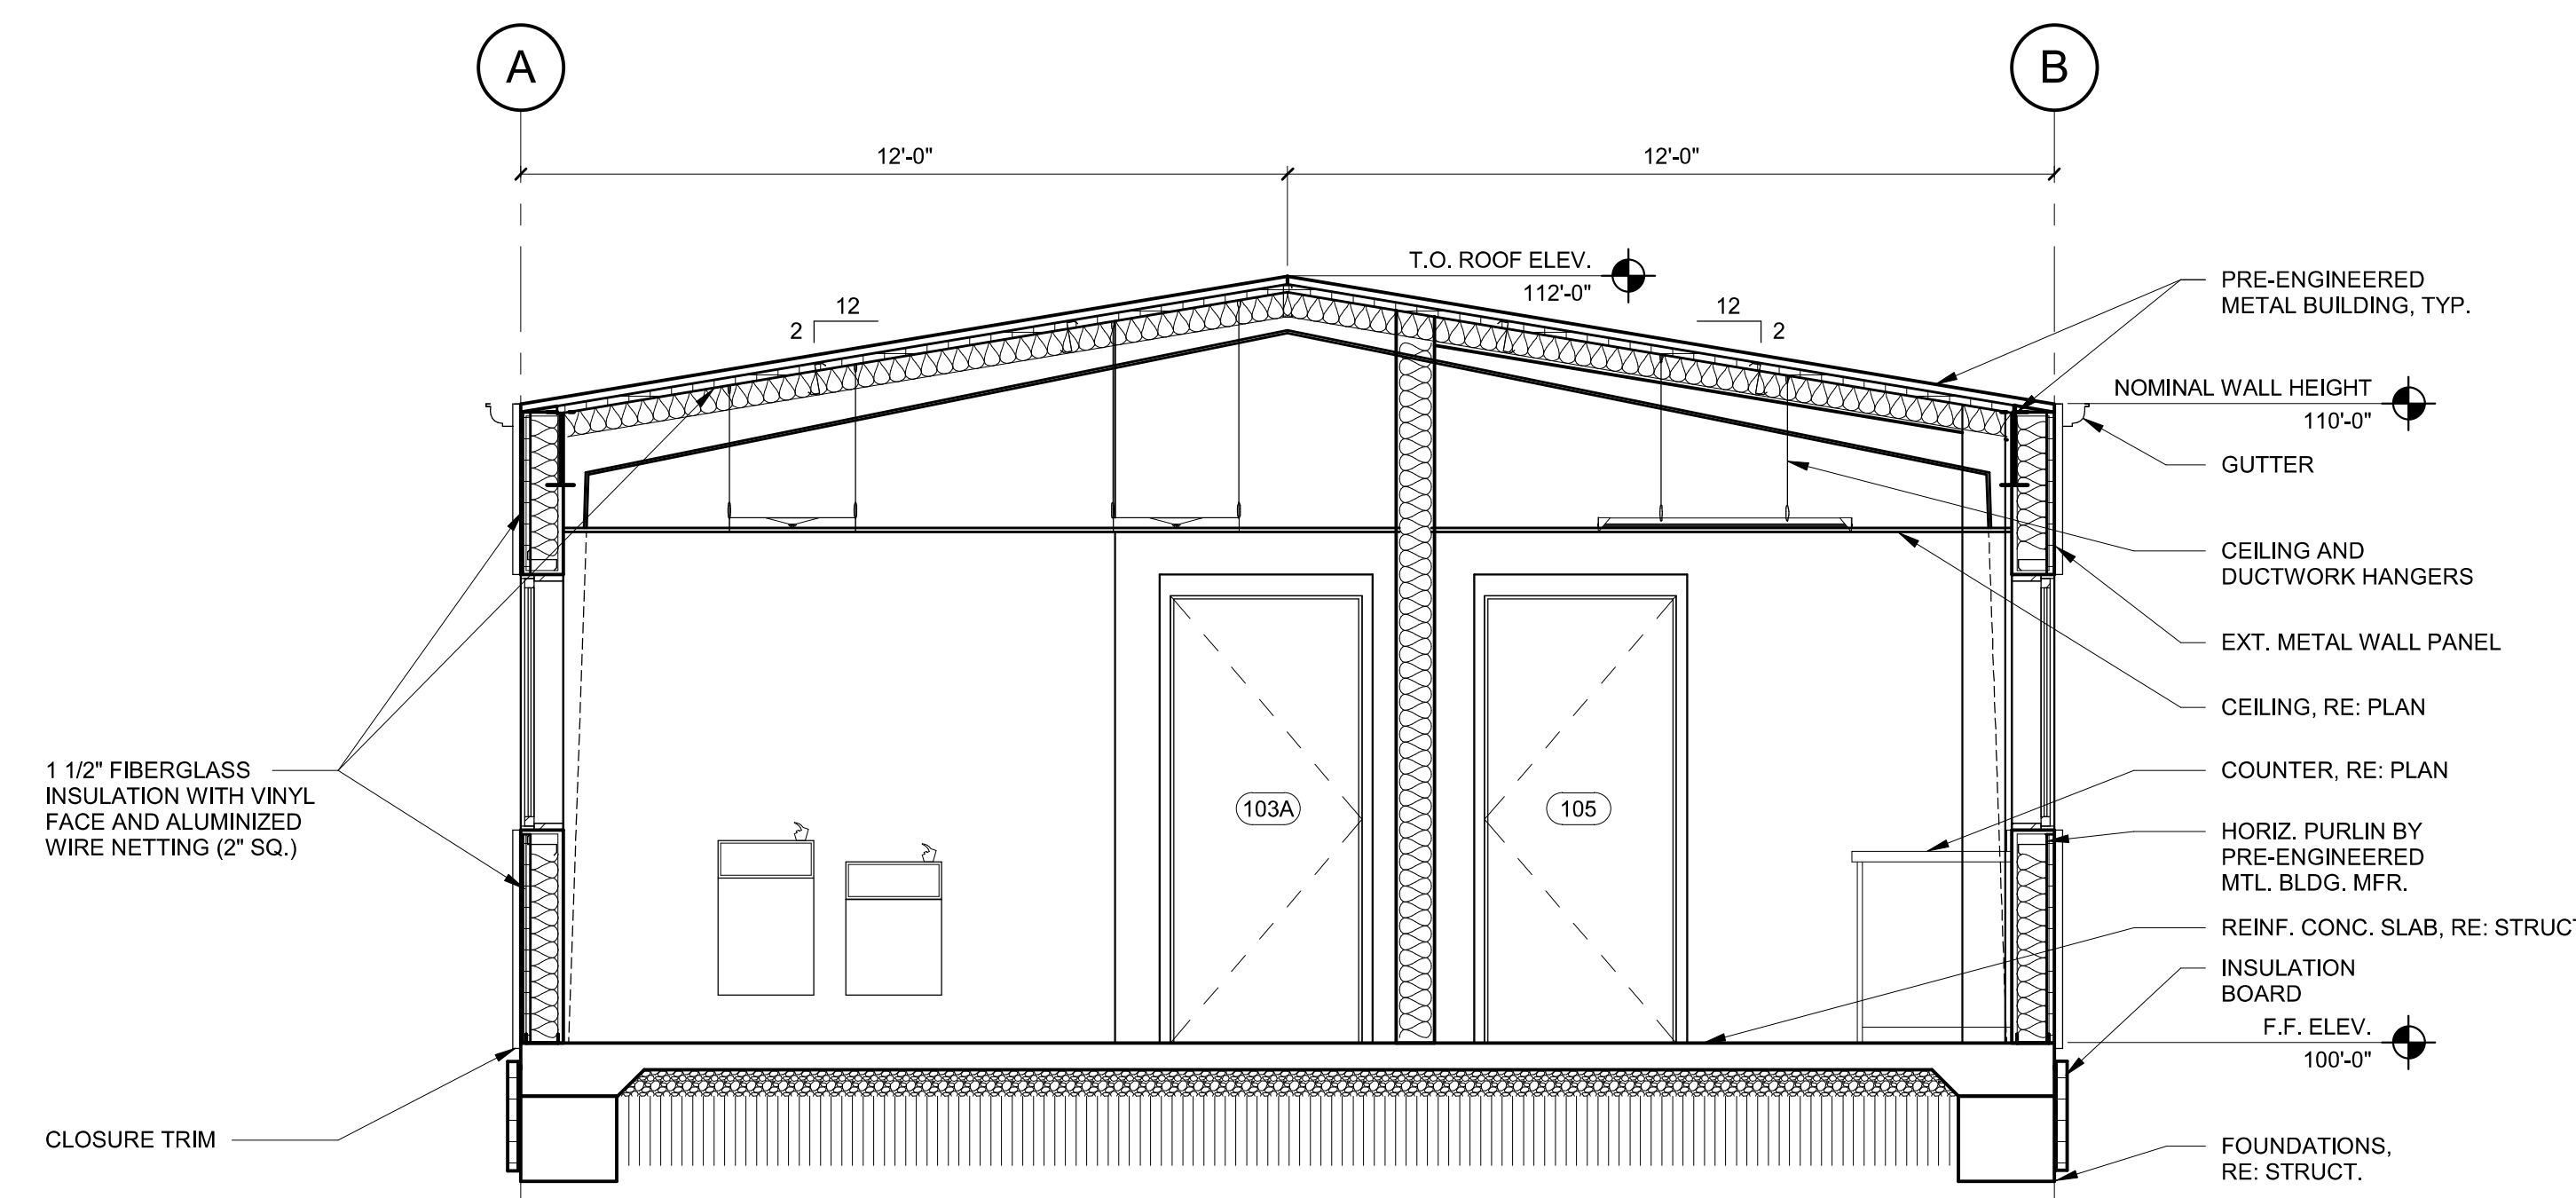 A
B
12'-0"
12'-0"
T.O. ROOF ELEV.
112'-0"
12
2
12
2
PRE-ENGINEERED
METAL BUILDING, TYP.
NOMINAL WALL HEIGHT
110'-0"
GUTTER
CEILING AND
DUCTWORK HANGERS
EXT. METAL WALL PANEL
CEILING, RE: PLAN
1 1/2" FIBERGLASS
INSULATION WITH VINYL
FACE AND ALUMINIZED
WIRE NETTING (2" SQ.)
103A
105
COUNTER, RE: PLAN
HORIZ. PURLIN BY
PRE-ENGINEERED
MTL. BLDG. MFR.
REINF. CONC. SLAB, RE: STRUCT
INSULATION
BOARD
F.F. ELEV.
100'-0"
CLOSURE TRIM
FOUNDATIONS,
RE: STRUCT.